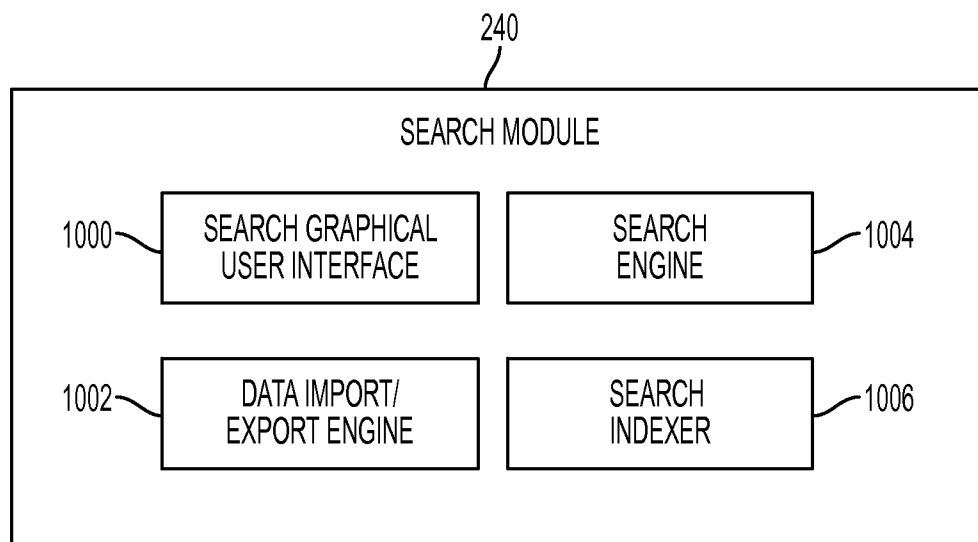 240
SEARCH MODULE
1000
SEARCH GRAPHICAL
USER INTERFACE
SEARCH
ENGINE
1004
1002
DATA IMPORT/
EXPORT ENGINE
SEARCH
INDEXER
1006